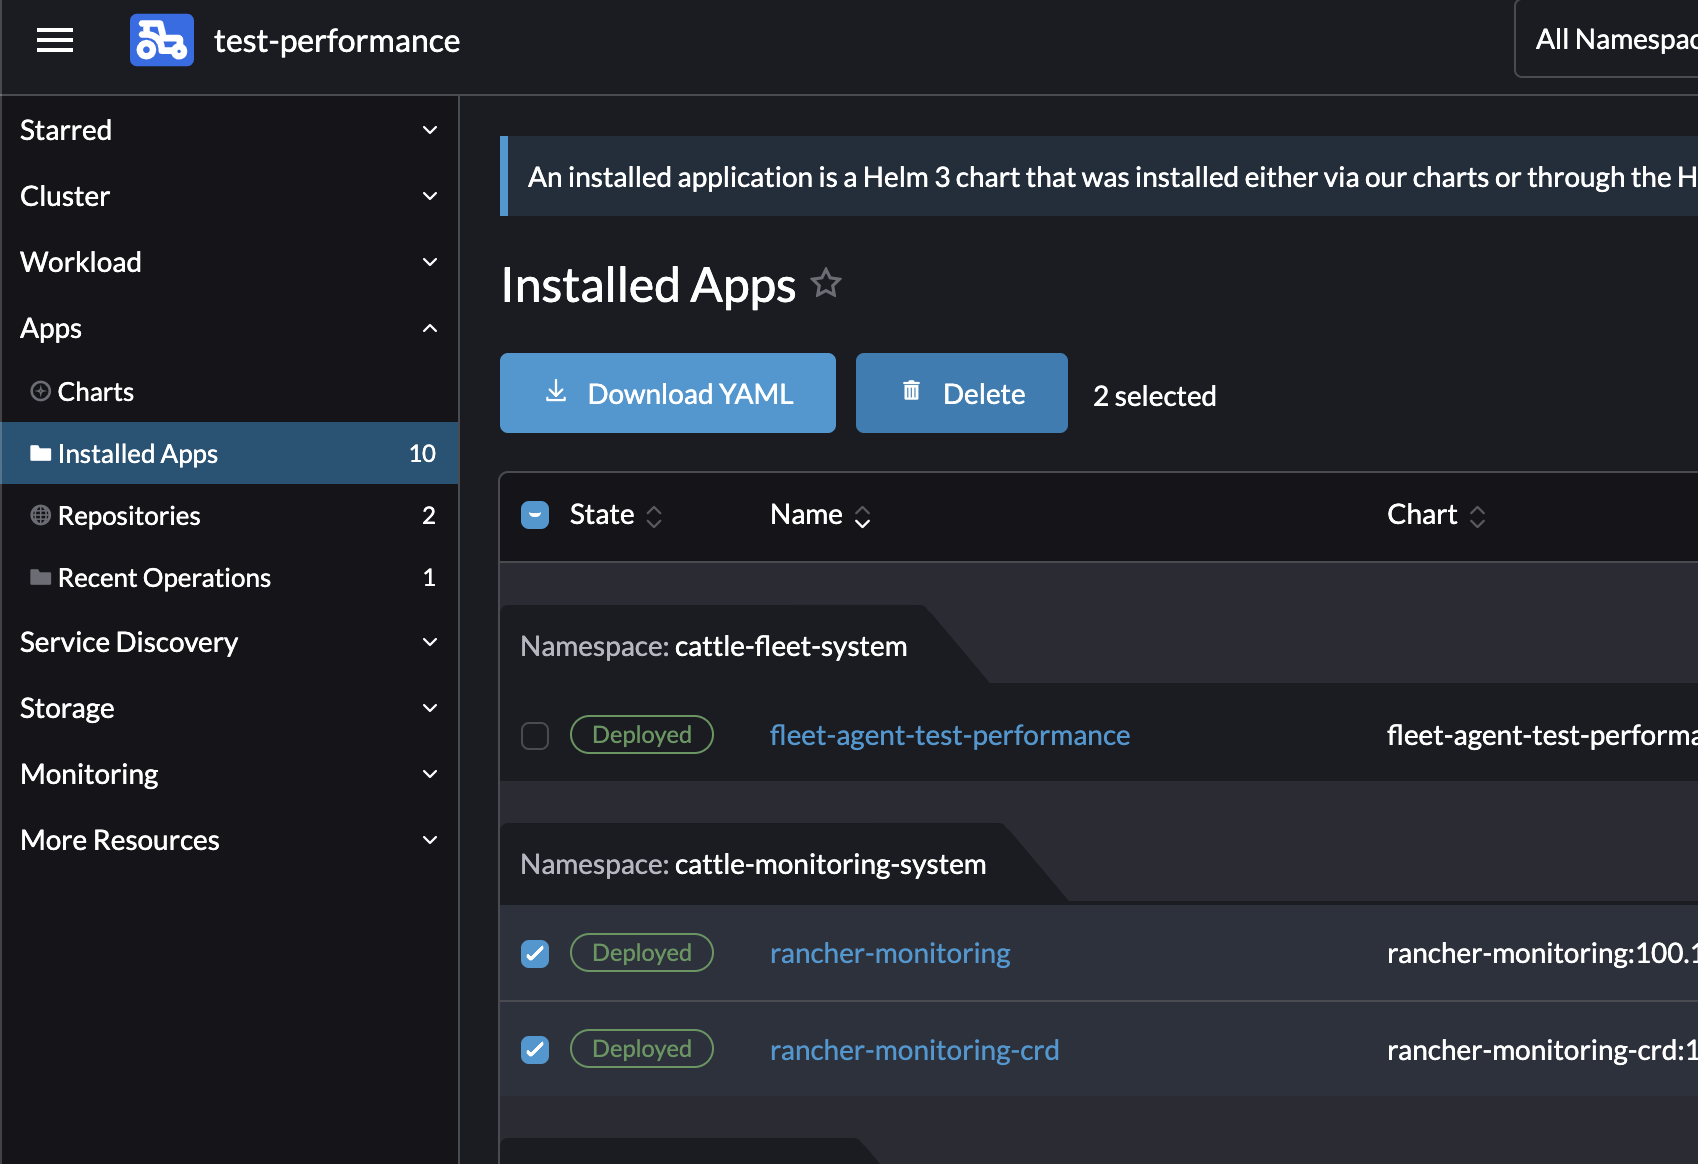 test-performance
All Namespac
Starred
Cluster
Workload
Apps
Charts
Installed Apps 10
Repositories 2
Recent Operations 1
Service Discovery
Storage
Monitoring
More Resources
An installed application is a Helm 3 chart that was installed either via our charts or through the H
Installed Apps
Download YAML Delete 2 selected
State Name Chart
Namespace: cattle-fleet-system
Deployed fleet-agent-test-performance fleet-agent-test-performa
Namespace: cattle-monitoring-system
Deployed rancher-monitoring rancher-monitoring:100.1
Deployed rancher-monitoring-crd rancher-monitoring-crd:1